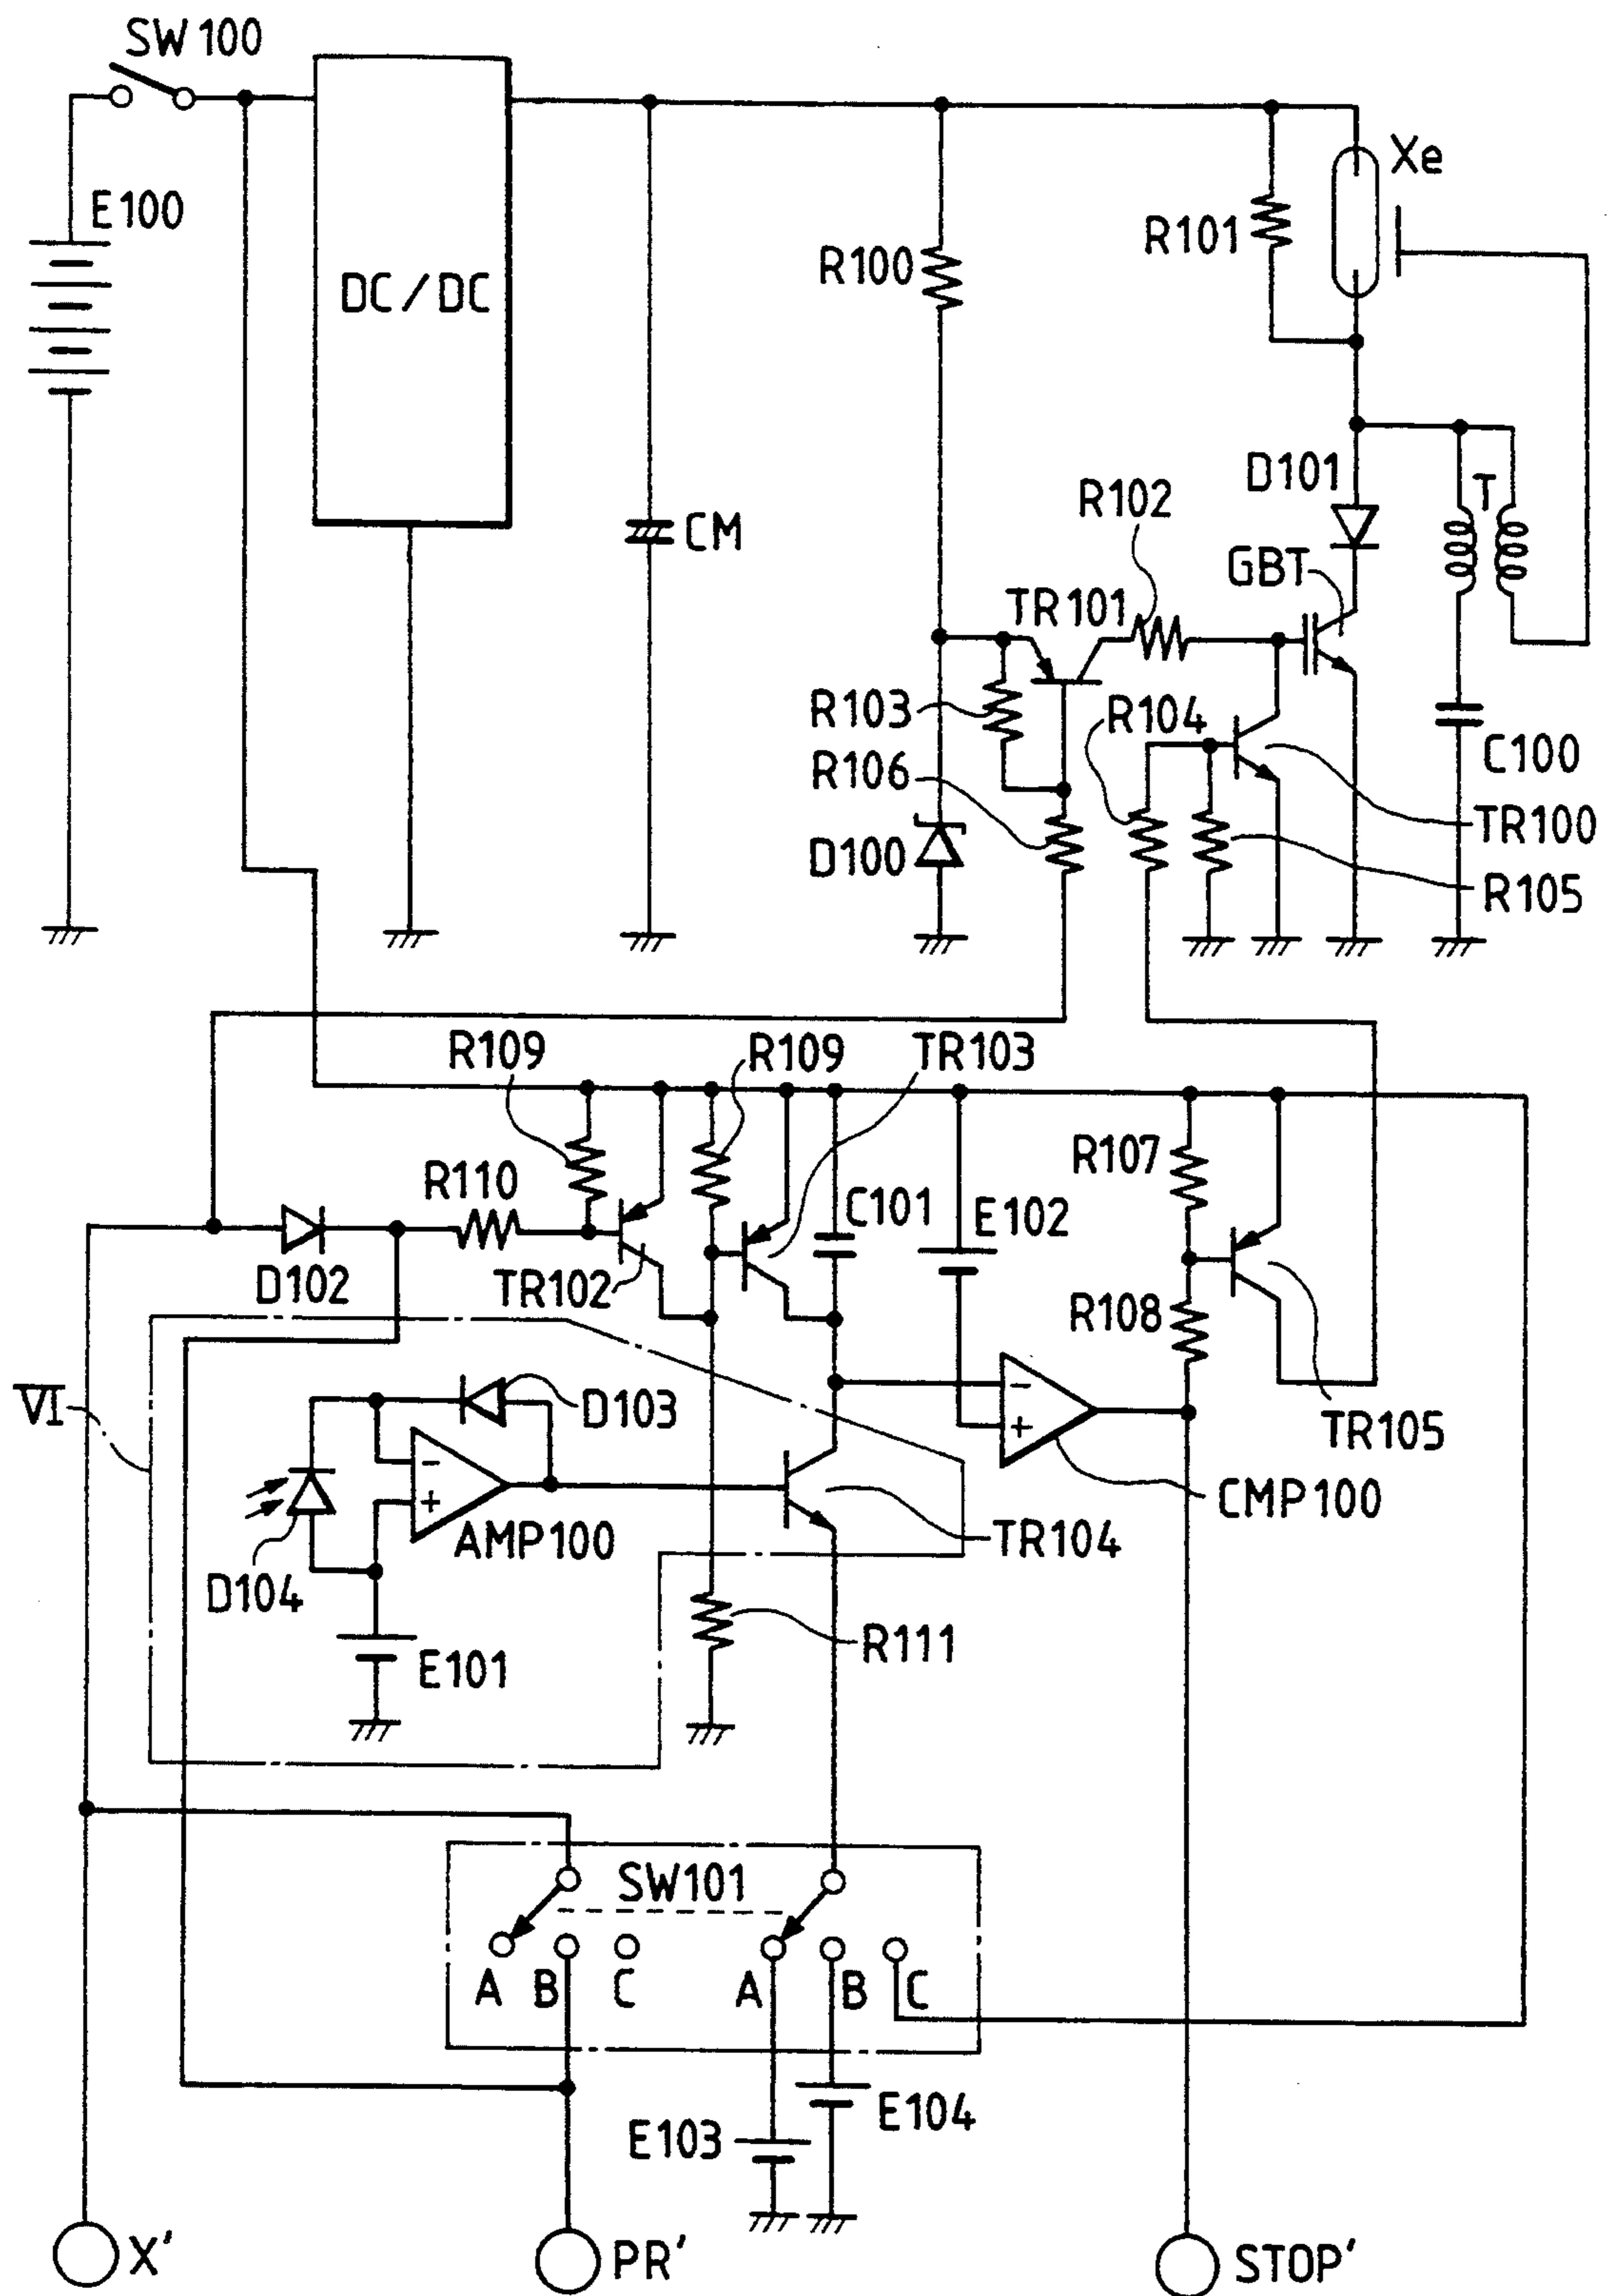 SW100
E100
DC/DC
Xe
R101
R100
CM
D101
T
R102
GBT
TR101
R103
R104
C100
R106
D100
TR100
R105
R109
R109
TR103
R107
R110
C101
E102
D102
TR102
R108
VI
D103
TR105
CMP100
AMP100
TR104
D104
R111
E101
SW101
A B C A B C
E104
E103
X' PR' STOP'